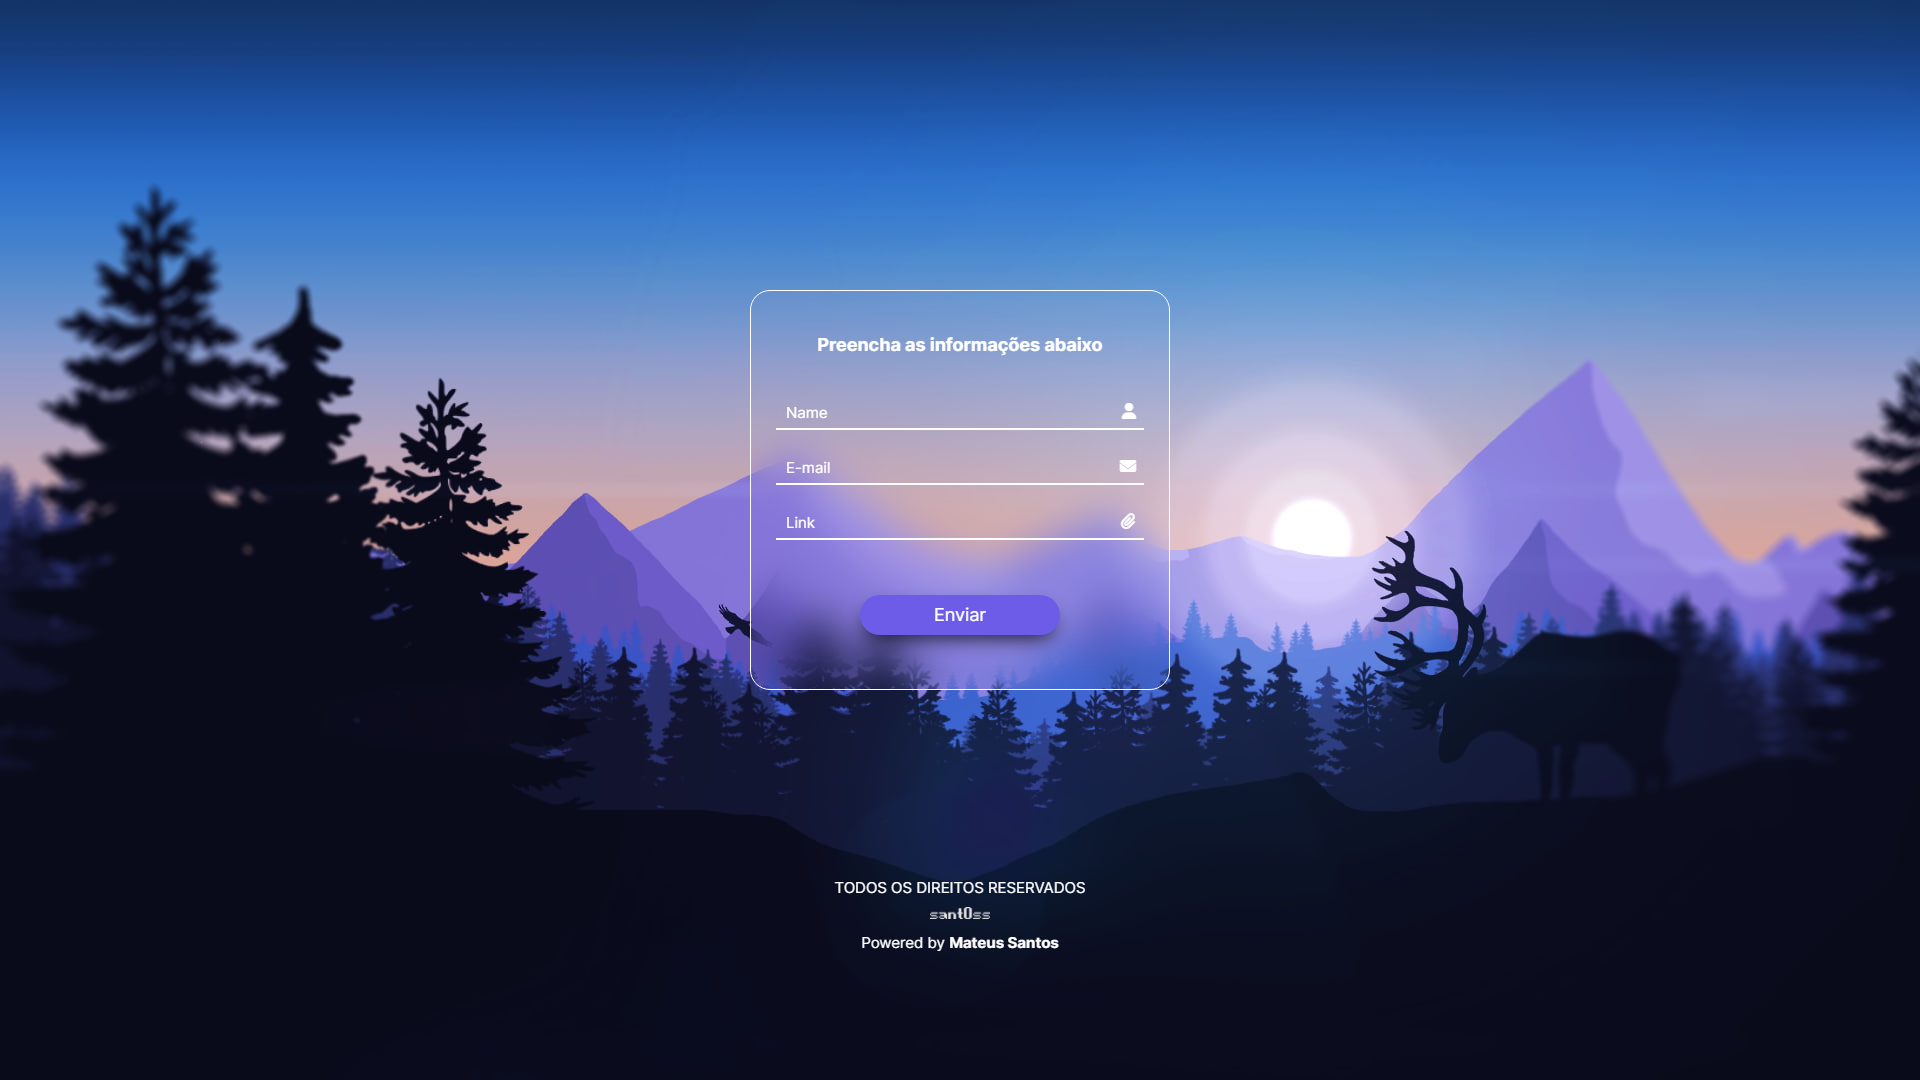 Preencha as informações abaixo
Name
E-mail
Link
Enviar
TODOS OS DIREITOS RESERVADOS
sant0ss
Powered by Mateus Santos